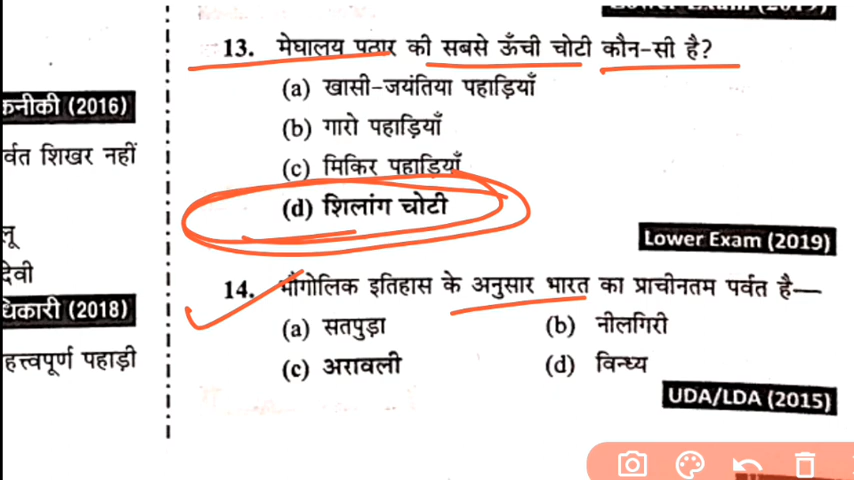 13. मेघालय पठार की सबसे ऊँची चोटी कौन-सी है?
(a) खासी-जयंतिया पहाड़ियाँ
(b) गारो पहाड़ियाँ
(c) मिकिर पहाड़ियाँ
(d) शिलांग चोटी
Lower Exam (2019)
14. भौगोलिक इतिहास के अनुसार भारत का प्राचीनतम पर्वत है—
(a) सतपुड़ा (b) नीलगिरी
(c) अरावली (d) विन्ध्य
UDA/LDA (2015)
कनीकी (2016)
र्वत शिखर नहीं
लू
देवी
धिकारी (2018)
हत्त्वपूर्ण पहाड़ी